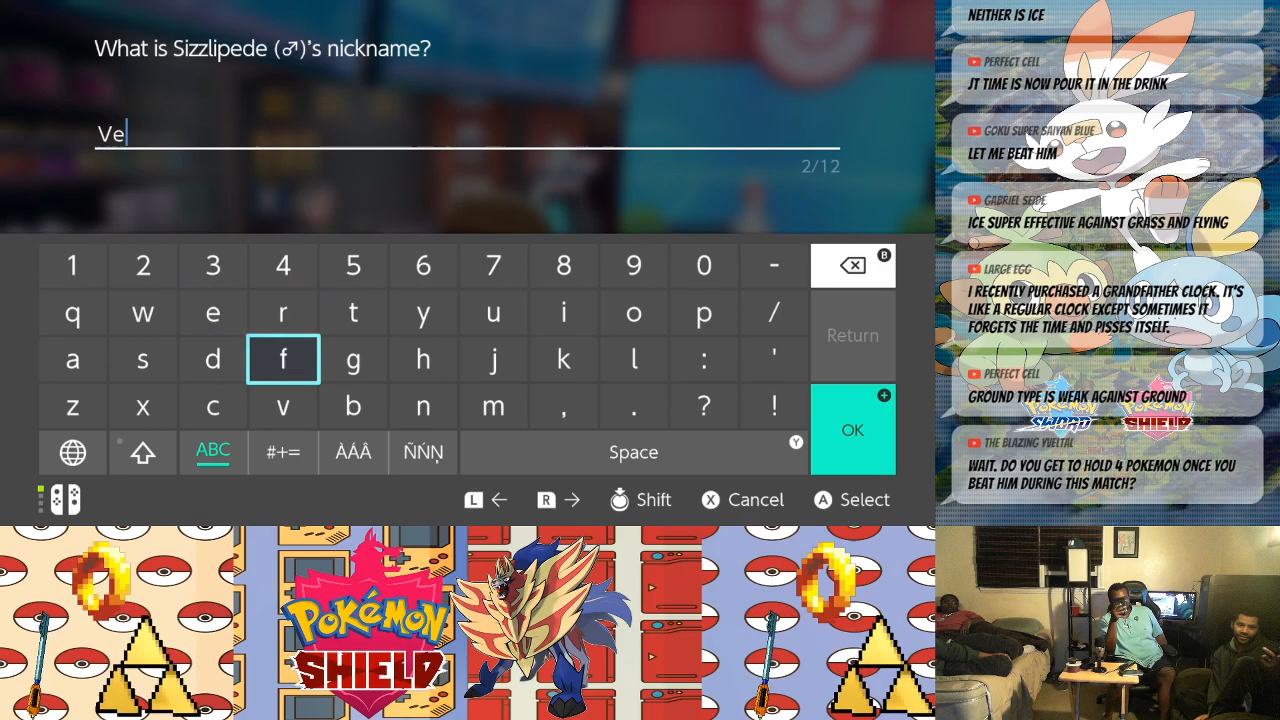 What is Sizzlipede (♂)'s nickname?
Ve
2/12
1 2 3 4 5 6 7 8 9 0 -
q w e r t y u i o p /
Return
a s d f g h j k l : '
z x c v b n m , . ? !
OK
ABC #+= ÀÁÂ ÑŃŅ Space
L ← R → Shift X Cancel A Select
B
+
Y
NEITHER IS ICE
PERFECT CELL
JT TIME IS NOW POUR IT IN THE DRINK
GOKU SUPER SAIYAN BLUE
LET ME BEAT HIM
GABRIEL SEIDE
ICE SUPER EFFECTIVE AGAINST GRASS AND FLYING
LARGE EGG
I RECENTLY PURCHASED A GRANDFATHER CLOCK. IT'S
LIKE A REGULAR CLOCK EXCEPT SOMETIMES IT
FORGETS THE TIME AND PISSES ITSELF.
PERFECT CELL
GROUND TYPE IS WEAK AGAINST GROUND
POKÉMON SWORD
POKÉMON SHIELD
THE BLAZING YVELTAL
WAIT. DO YOU GET TO HOLD 4 POKEMON ONCE YOU
BEAT HIM DURING THIS MATCH?
POKéMON
SHIELD